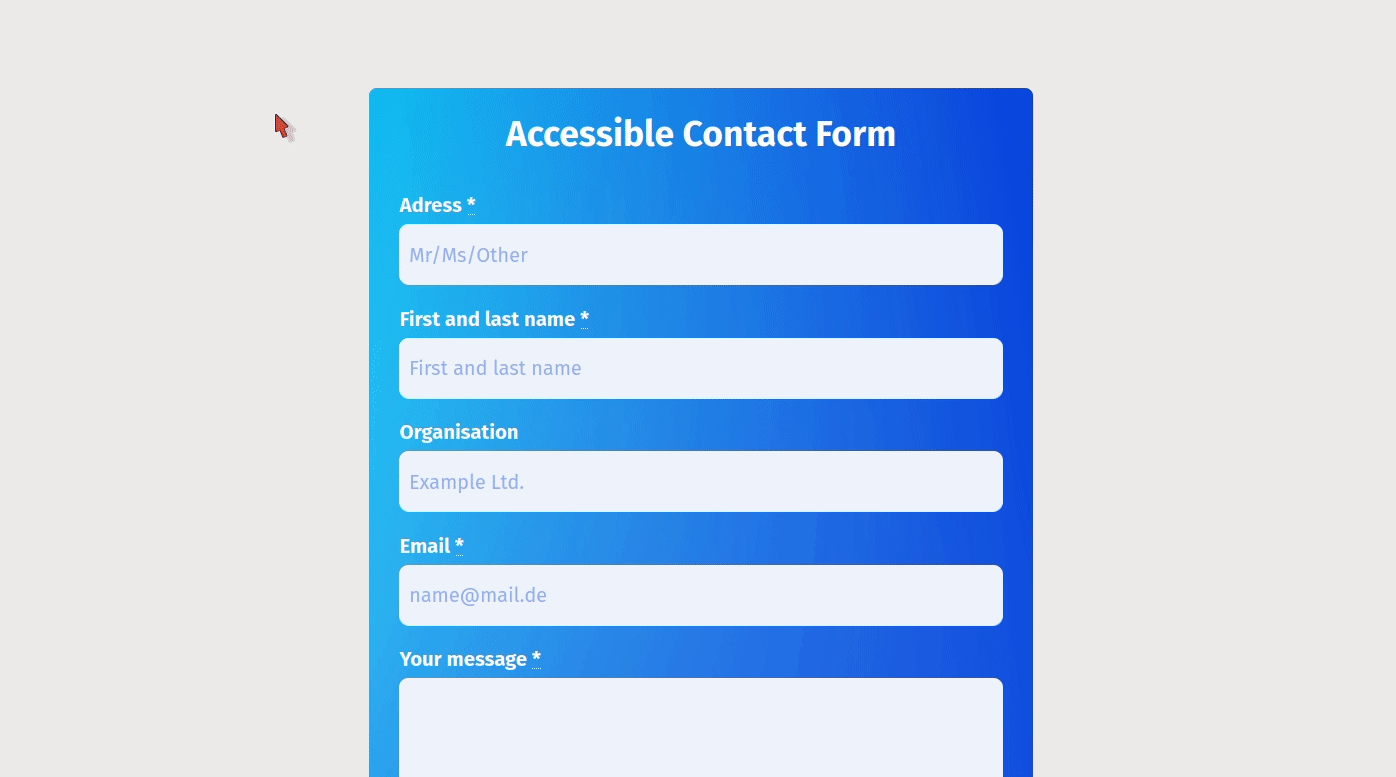 Accessible Contact Form
Adress *
Mr/Ms/Other
First and last name *
First and last name
Organisation
Example Ltd.
Email *
name@mail.de
Your message *